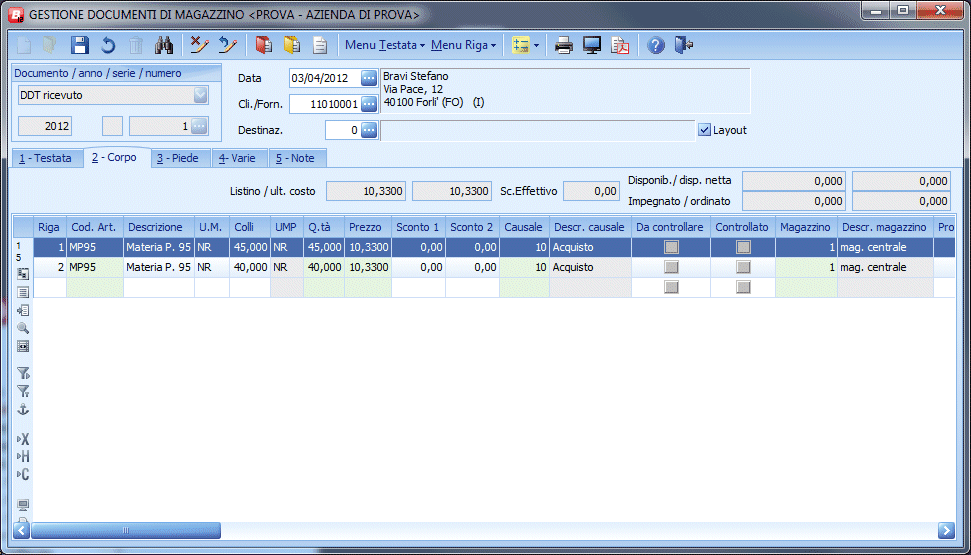 GESTIONE DOCUMENTI DI MAGAZZINO <PROVA - AZIENDA DI PROVA>
Menu Testata Menu Riga
Documento / anno / serie / numero
DDT ricevuto
2012 1
Data 03/04/2012
Cli./Forn. 11010001
Destinaz. 0
Bravi Stefano
Via Pace, 12
40100 Forli' (FO) (I)
Layout
1 - Testata 2 - Corpo 3 - Piede 4- Varie 5 - Note
Listino / ult. costo 10,3300 10,3300 Sc.Effettivo 0,00
Disponib./ disp. netta 0,000 0,000
Impegnato / ordinato 0,000 0,000
Riga Cod. Art. Descrizione U.M. Colli UMP Q.tà Prezzo Sconto 1 Sconto 2 Causale Descr. causale Da controllare Controllato Magazzino Descr. magazzino Pro
1 MP95 Materia P. 95 NR 45,000 NR 45,000 10,3300 0,00 0,00 10 Acquisto 1 mag. centrale
2 MP95 Materia P. 95 NR 40,000 NR 40,000 10,3300 0,00 0,00 10 Acquisto 1 mag. centrale
1
5
X
H
C